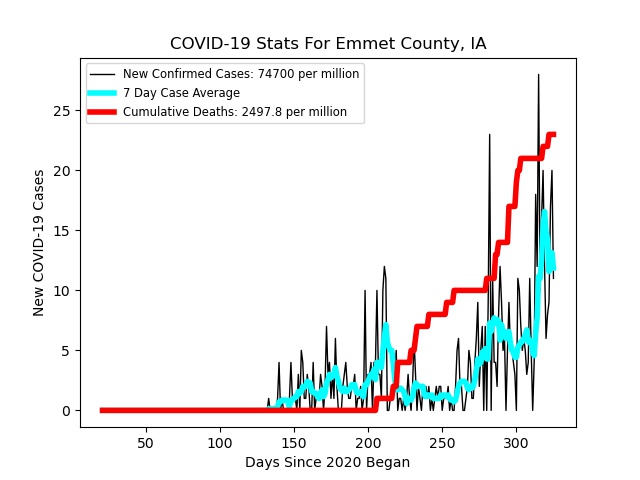 COVID-19 Stats For Emmet County, IA
New Confirmed Cases: 74700 per million
7 Day Case Average
Cumulative Deaths: 2497.8 per million
New COVID-19 Cases
25
20
15
10
5
0
50 100 150 200 250 300
Days Since 2020 Began